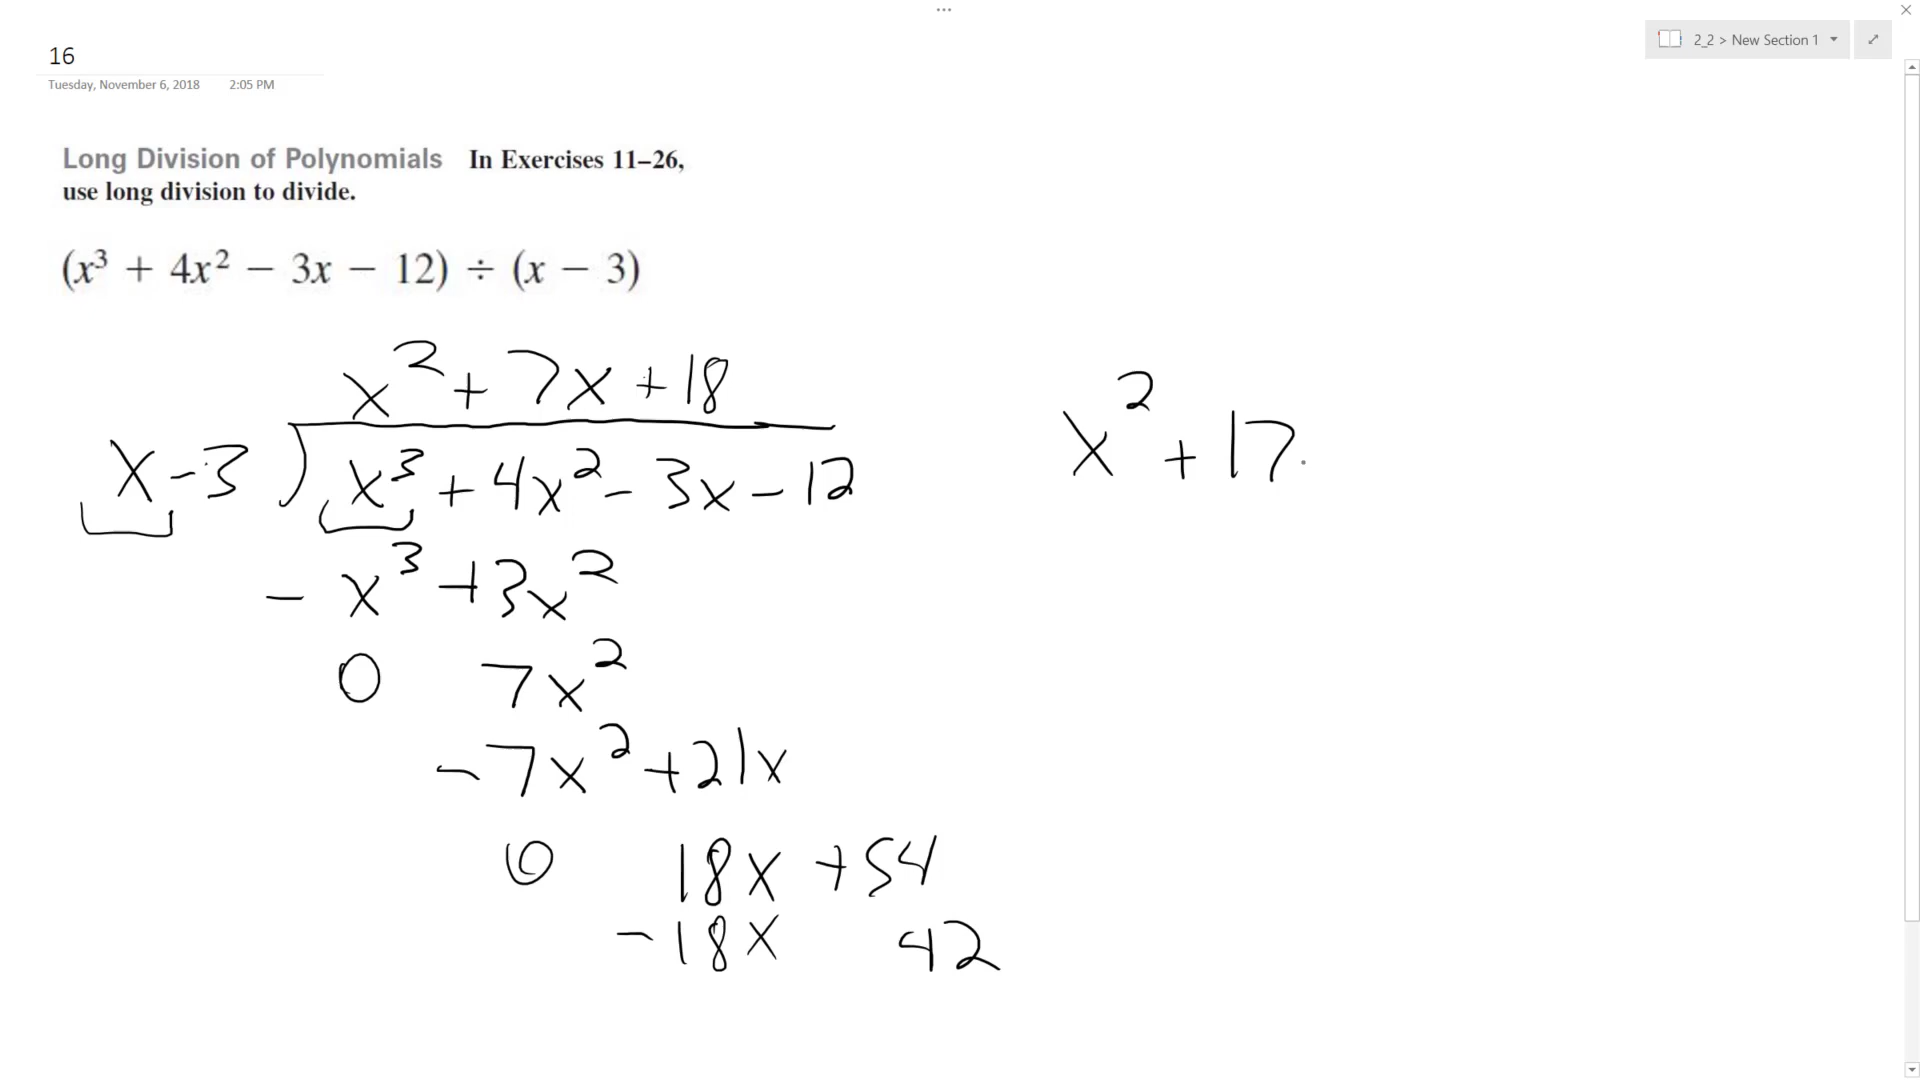 16
2_2 > New Section 1
Tuesday, November 6, 2018 2:05 PM
Long Division of Polynomials In Exercises 11–26,
use long division to divide.
(x³ + 4x² − 3x − 12) ÷ (x − 3)
x² + 7x + 18
x - 3 x³ + 4x² - 3x - 12
- x³ + 3x²
0 7x²
- 7x² + 21x
0 18x + 54
- 18x 42
x² + 17